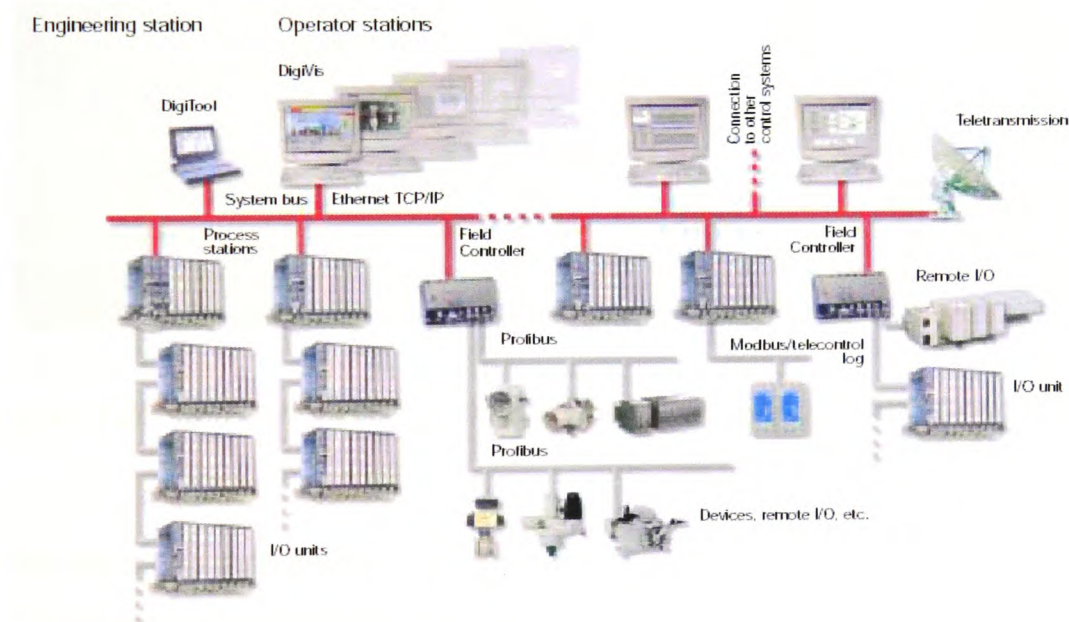 Engineering station
Operator stations
DigiVis
DigiTool
Connection
to other
control systems
Teletransmission
System bus
Ethernet TCP/IP
Process
stations
Field
Controller
Field
Controller
Remote I/O
Profibus
Modbus/telecontrol
log
I/O unit
Profibus
Devices, remote I/O, etc.
I/O units